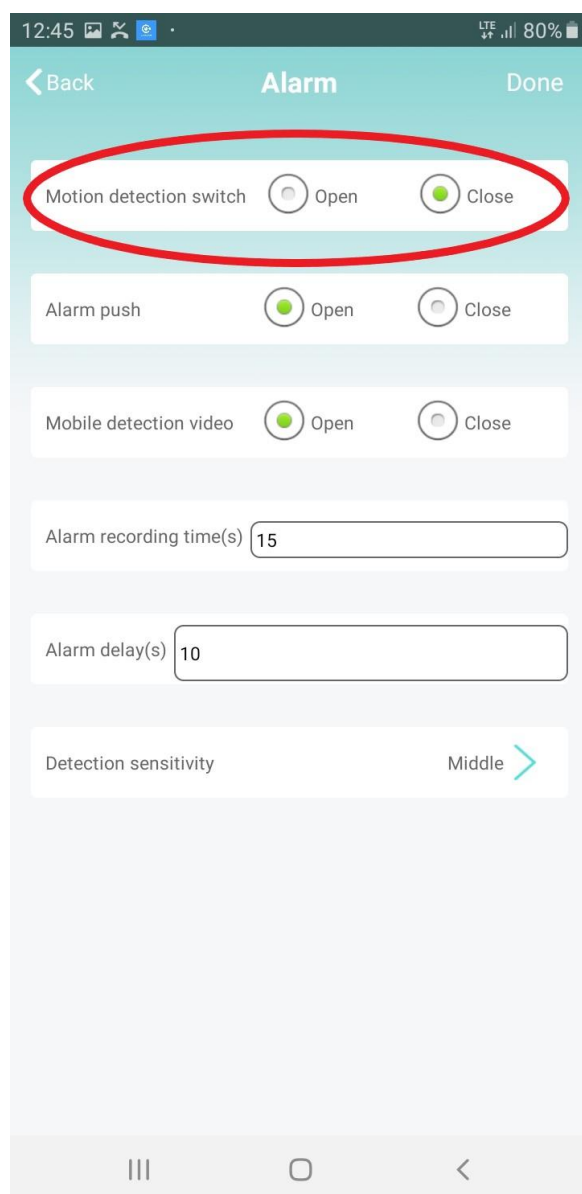 12:45 LTE 80%
Back Alarm Done
Motion detection switch Open Close
Alarm push Open Close
Mobile detection video Open Close
Alarm recording time(s) 15
Alarm delay(s) 10
Detection sensitivity Middle